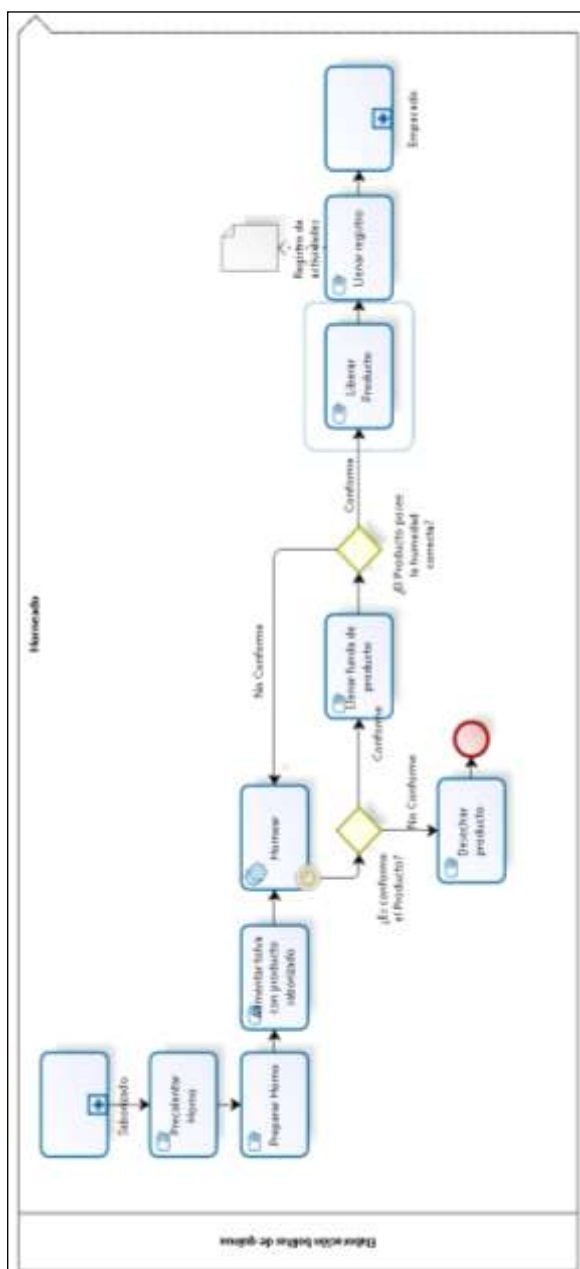 Elaboración bolitas de quinua
Horneado
Saborizado
Precalentar
Horno
Preparar Horno
Alimentar tolva
con producto
saborizado
Hornear
¿Es conforme
el Producto?
No Conforme
Desechar
producto
Conforme
Llenar funda de
producto
¿El Producto posee
la humedad
correcta?
No Conforme
Conforme
Liberar
Producto
Llenar registro
Registro de
actividades
Empacado